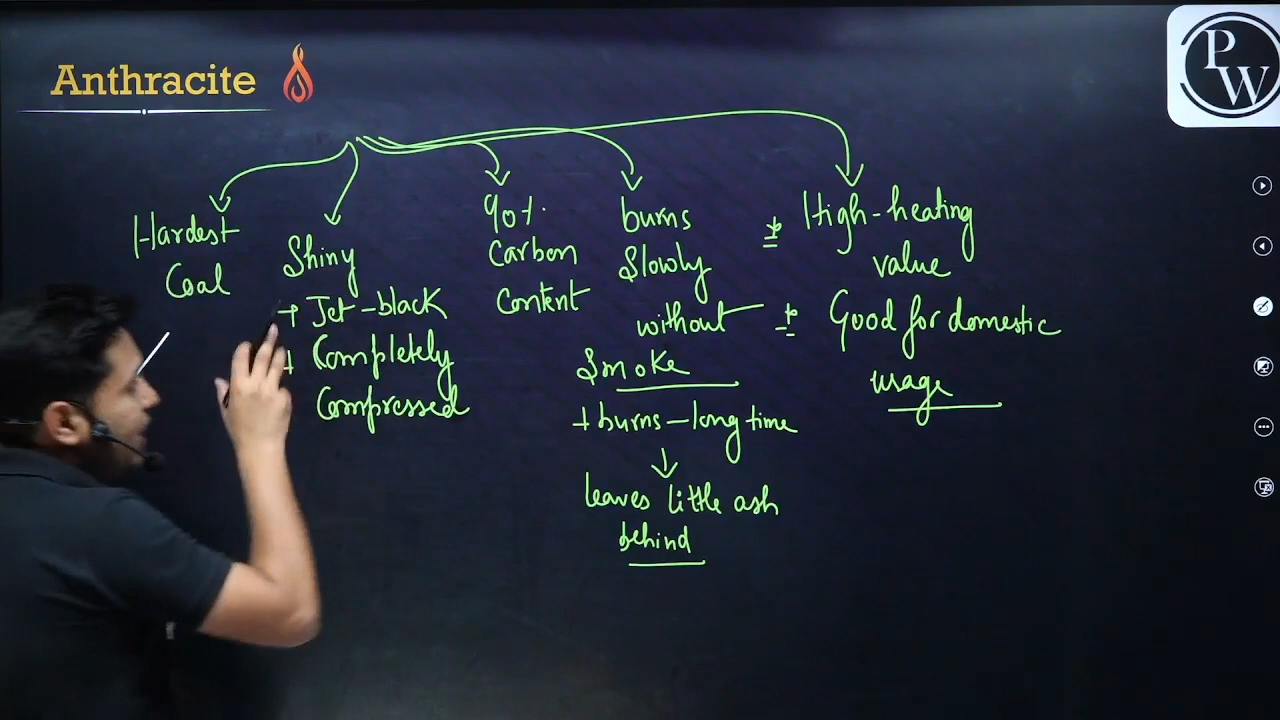 Anthracite
PW
Hardest
Coal
Shiny
→ Jet-black
+ Completely
Compressed
90%
Carbon
Content
burns
slowly
without
smoke
+ burns - long time
↓
leaves little ash
behind
* High-heating
value
* Good for domestic
usage